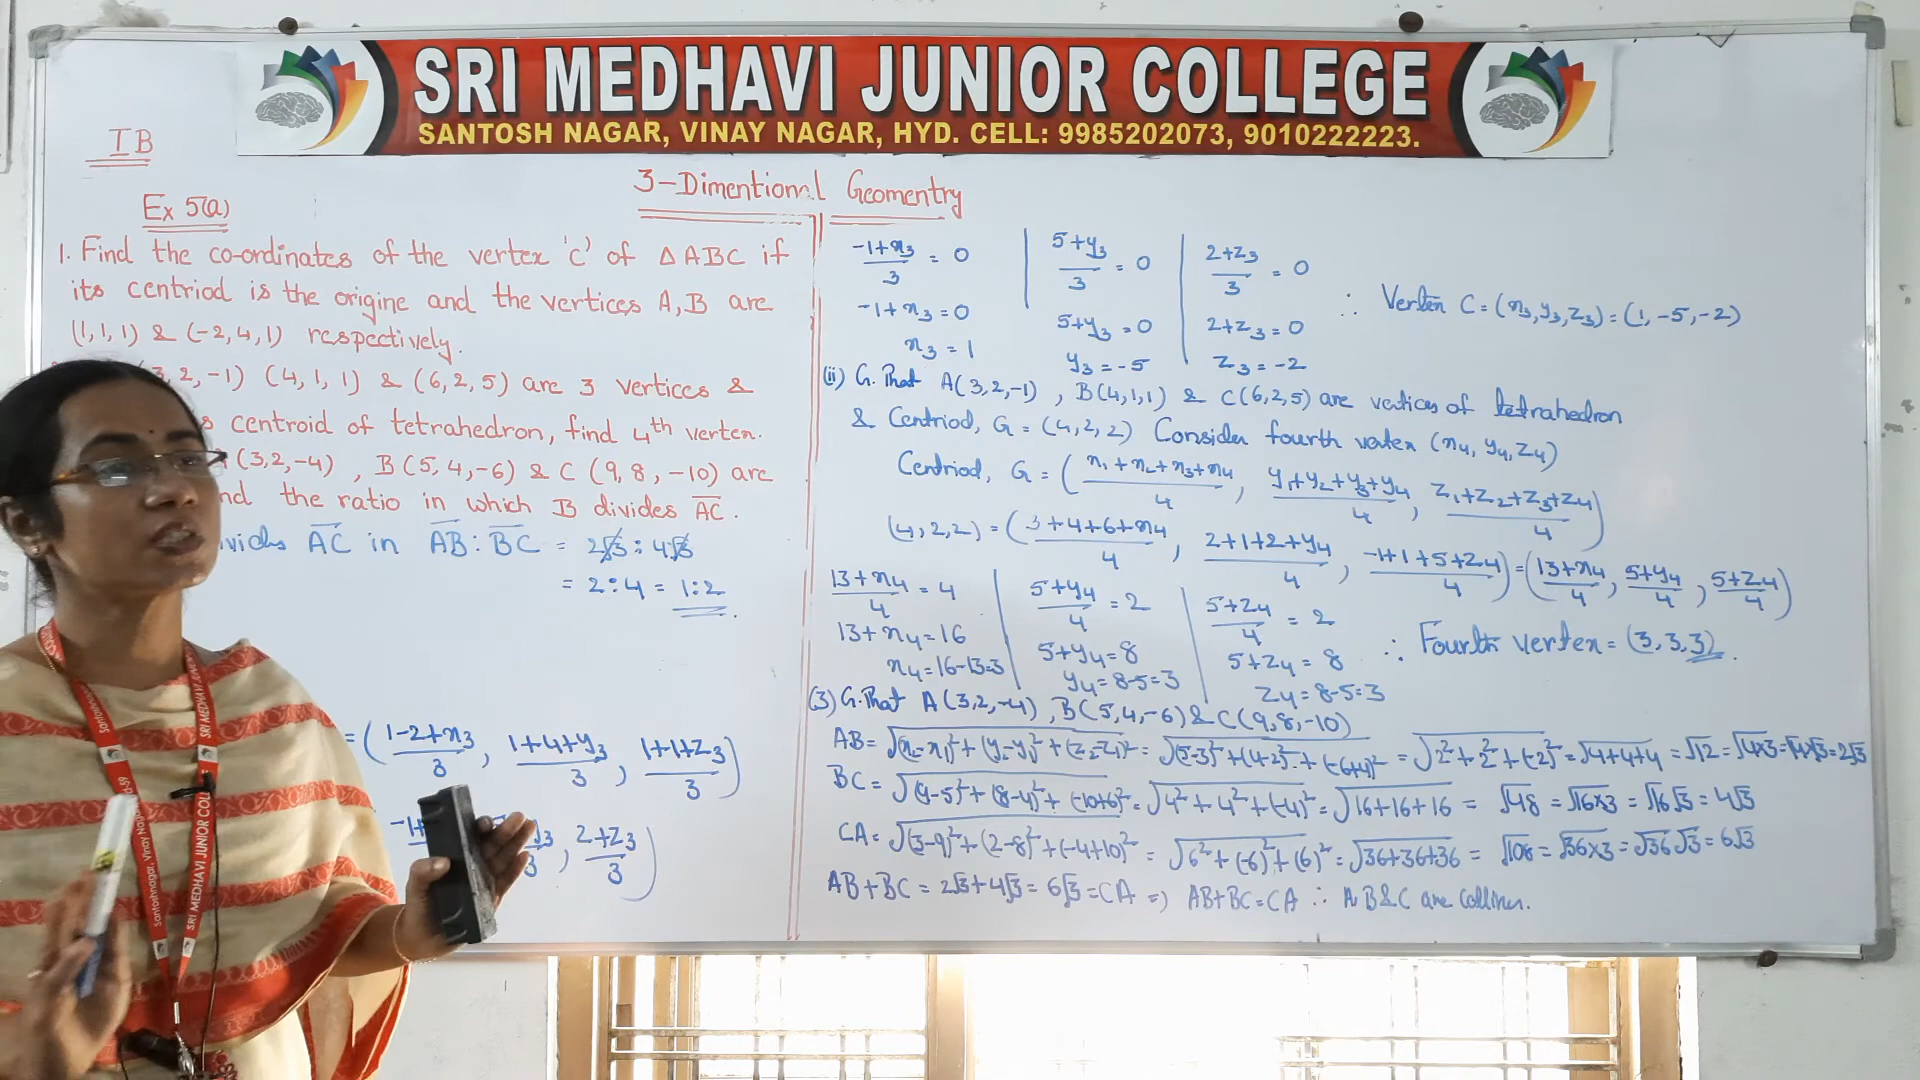 SRI MEDHAVI JUNIOR COLLEGE
SANTOSH NAGAR, VINAY NAGAR, HYD. CELL: 9985202073, 9010222223.
IB
3-Dimentional Geomentry
Ex 5(a)
1. Find the co-ordinates of the vertex 'c' of ΔABC if
its centriod is the origine and the vertices A,B are
(1,1,1) & (-2,4,1) respectively.
3,2,-1) (4,1,1) & (6,2,5) are 3 vertices &
s centroid of tetrahedron, find 4th vertex.
(3,2,-4), B(5,4,-6) & C(9,8,-10) are
nd the ratio in which B divides AC.
vides AC in AB:BC = 2√3 : 4√3
= 2:4 = 1:2
= (1-2+x3/3, 1+4+y3/3, 1+1+z3/3)
y3/3, 2+z3/3)
-1+x3/3 = 0 | 5+y3/3 = 0 | 2+z3/3 = 0
-1+x3=0 | 5+y3=0 | 2+z3=0
x3=1 | y3=-5 | z3=-2
∴ Vertex C=(x3,y3,z3)=(1,-5,-2)
(ii) G.That A(3,2,-1), B(4,1,1) & C(6,2,5) are vertices of tetrahedron
& Centriod, G=(4,2,2) Consider fourth vertex (x4,y4,z4)
Centriod, G=(x1+x2+x3+x4/4, y1+y2+y3+y4/4, z1+z2+z3+z4/4)
(4,2,2)=(3+4+6+x4/4, 2+1+2+y4/4, -1+1+5+z4/4)=(13+x4/4, 5+y4/4, 5+z4/4)
13+x4/4 = 4 | 5+y4/4 = 2 | 5+z4/4 = 2
13+x4=16 | 5+y4=8 | 5+z4=8
x4=16-13=3 | y4=8-5=3 | z4=8-5=3
∴ Fourth vertex=(3,3,3).
(3) G.That A(3,2,-4), B(5,4,-6) & C(9,8,-10)
AB=√(x2-x1)²+(y2-y1)²+(z2-z1)² = √(5-3)²+(4-2)²+(-6+4)² = √2²+2²+(-2)² = √4+4+4 = √12 = √4×3 = √4×√3 = 2√3
BC=√(9-5)²+(8-4)²+(-10+6)² = √4²+4²+(-4)² = √16+16+16 = √48 = √16×3 = √16√3 = 4√3
CA=√(3-9)²+(2-8)²+(-4+10)² = √6²+(-6)²+(6)² = √36+36+36 = √108 = √36×3 = √36√3 = 6√3
AB+BC = 2√3+4√3 = 6√3 = CA ⇒ AB+BC=CA ∴ A B & C are collinear.
SRI MEDHAVI JUNIOR COL
Santoshnagar, Vinay Nagar